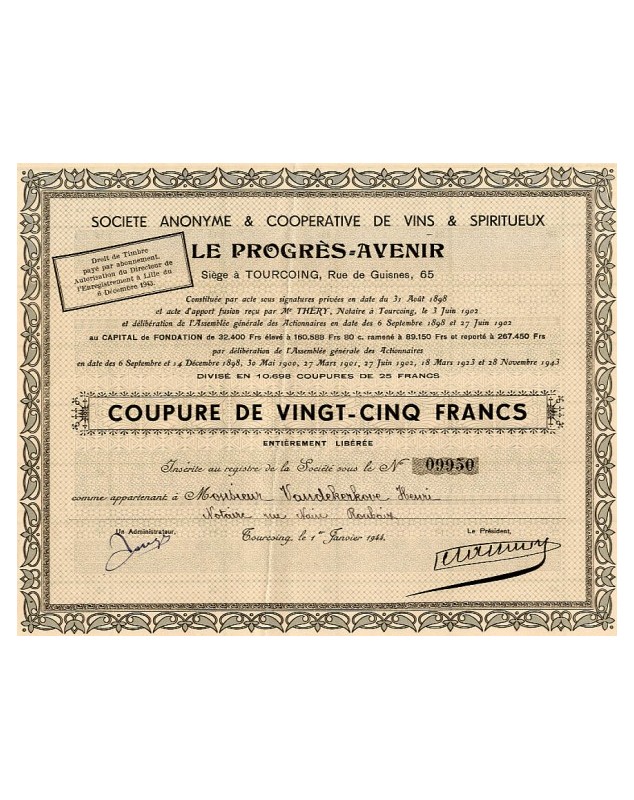 SOCIETE ANONYME & COOPERATIVE DE VINS & SPIRITUEUX
LE PROGRÈS-AVENIR
Siège à TOURCOING, Rue de Guisnes, 65
Droit de Timbre
payé par abonnement.
Autorisation du Directeur de
l'Enregistrement à Lille du
6 Décembre 1943.
Constituée par acte sous signatures privées en date du 31 Août 1898
et acte d'apport fusion reçu par Mᵉ THERY, Notaire à Tourcoing, le 3 Juin 1902
et délibération de l'Assemblée générale des Actionnaires en date des 6 Septembre 1898 et 27 Juin 1902
au CAPITAL de FONDATION de 32.400 Frs élevé à 160.588 Frs 80 c. ramené à 89.150 Frs et reporté à 267.450 Frs
par délibération de l'Assemblée générale des Actionnaires
en date des 6 Septembre et 14 Décembre 1898, 30 Mai 1900, 27 Mars 1901, 27 Juin 1902, 18 Mars 1923 et 28 Novembre 1943
DIVISÉ EN 10.698 COUPURES DE 25 FRANCS
COUPURE DE VINGT-CINQ FRANCS
ENTIÈREMENT LIBÉRÉE
Inscrite au registre de la Société sous le N° 09950
comme appartenant à Monsieur Vandekerkove Henri
Notaire rue Nain Roubaix
Un Administrateur, Tourcoing, le 1er Janvier 1944. Le Président,